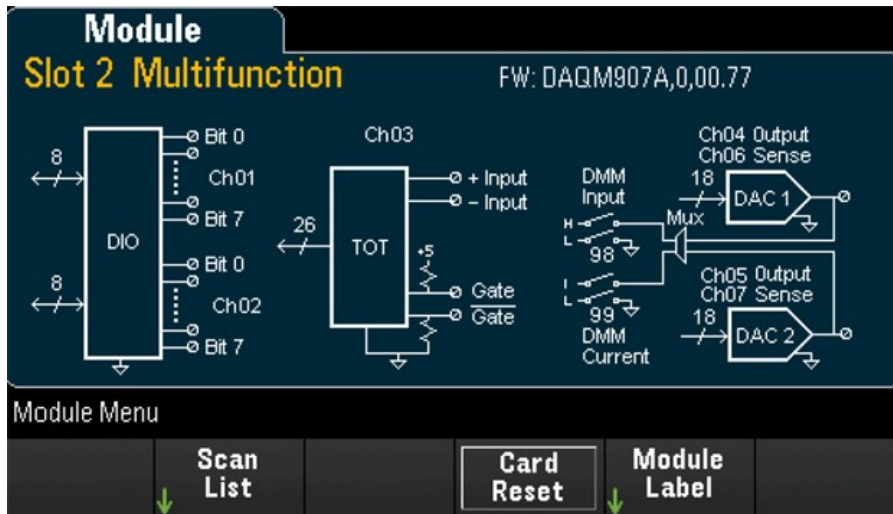 Module
Slot 2 Multifunction
FW: DAQM907A,0,00.77
8
DIO
Bit 0
Ch01
Bit 7
8
Bit 0
Ch02
Bit 7
Ch03
26
TOT
+ Input
– Input
+5
Gate
Gate
DMM
Input
H
L
98
I
L
99
DMM
Current
Mux
Ch04 Output
Ch06 Sense
18
DAC 1
Ch05 Output
Ch07 Sense
18
DAC 2
Module Menu
Scan
List
Card
Reset
Module
Label